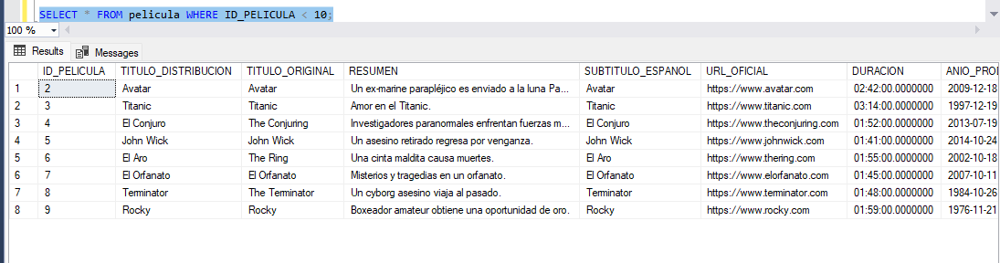 SELECT * FROM pelicula WHERE ID_PELICULA < 10;
100 %
Results Messages
ID_PELICULA TITULO_DISTRIBUCION TITULO_ORIGINAL RESUMEN SUBTITULO_ESPANOL URL_OFICIAL DURACION ANIO_PROI
1 2 Avatar Avatar Un ex-marine parapléjico es enviado a la luna Pa... Avatar https://www.avatar.com 02:42:00.0000000 2009-12-18
2 3 Titanic Titanic Amor en el Titanic. Titanic https://www.titanic.com 03:14:00.0000000 1997-12-19
3 4 El Conjuro The Conjuring Investigadores paranormales enfrentan fuerzas m... El Conjuro https://www.theconjuring.com 01:52:00.0000000 2013-07-19
4 5 John Wick John Wick Un asesino retirado regresa por venganza. John Wick https://www.johnwick.com 01:41:00.0000000 2014-10-24
5 6 El Aro The Ring Una cinta maldita causa muertes. El Aro https://www.thering.com 01:55:00.0000000 2002-10-18
6 7 El Orfanato El Orfanato Misterios y tragedias en un orfanato. El Orfanato https://www.elorfanato.com 01:45:00.0000000 2007-10-11
7 8 Terminator The Terminator Un cyborg asesino viaja al pasado. Terminator https://www.terminator.com 01:48:00.0000000 1984-10-26
8 9 Rocky Rocky Boxeador amateur obtiene una oportunidad de oro. Rocky https://www.rocky.com 01:59:00.0000000 1976-11-21